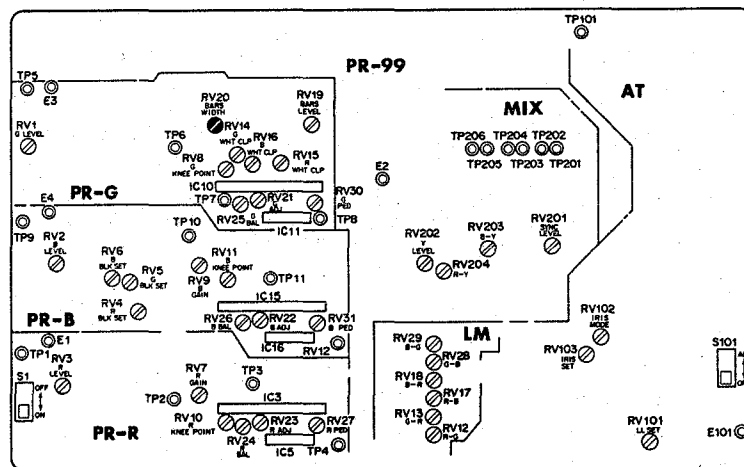 TP101
PR-99
TP5
E3
RV20
BARS
WIDTH
RV19
BARS
LEVEL
MIX
AT
RV1
G LEVEL
TP6
RV14
G
WHT CLP
RV16
B
WHT CLP
RV8
G
KNEE POINT
RV15
R
WHT CLP
TP206
TP204
TP202
TP205
TP203
TP201
E2
IC10
PR-G
E4
TP7
RV21
G ADJ
RV30
G
PED
RV25
G
BAL
IC11
TP8
TP9
TP10
RV2
B
LEVEL
RV6
B
BLK SET
RV5
G
BLK SET
RV4
R
BLK SET
RV11
B
KNEE POINT
RV9
B
GAIN
TP11
RV202
Y
LEVEL
RV203
B-Y
RV204
R-Y
RV201
SYNC
LEVEL
IC15
PR-B
RV26
B BAL
RV22
B ADJ
RV31
B PED
IC16
RV12
LM
RV102
IRIS
MODE
RV103
IRIS
SET
TP1
E1
RV3
R
LEVEL
S1
OFF
ON
RV7
R
GAIN
TP3
TP2
RV29
B-G
RV28
G-B
RV18
B-R
RV17
R-B
RV13
G-R
RV12
R-G
S101
IC3
RV10
R
KNEE POINT
RV23
R ADJ
RV27
R PED
RV24
R
BAL
IC5
TP4
PR-R
RV101
LL SET
E101